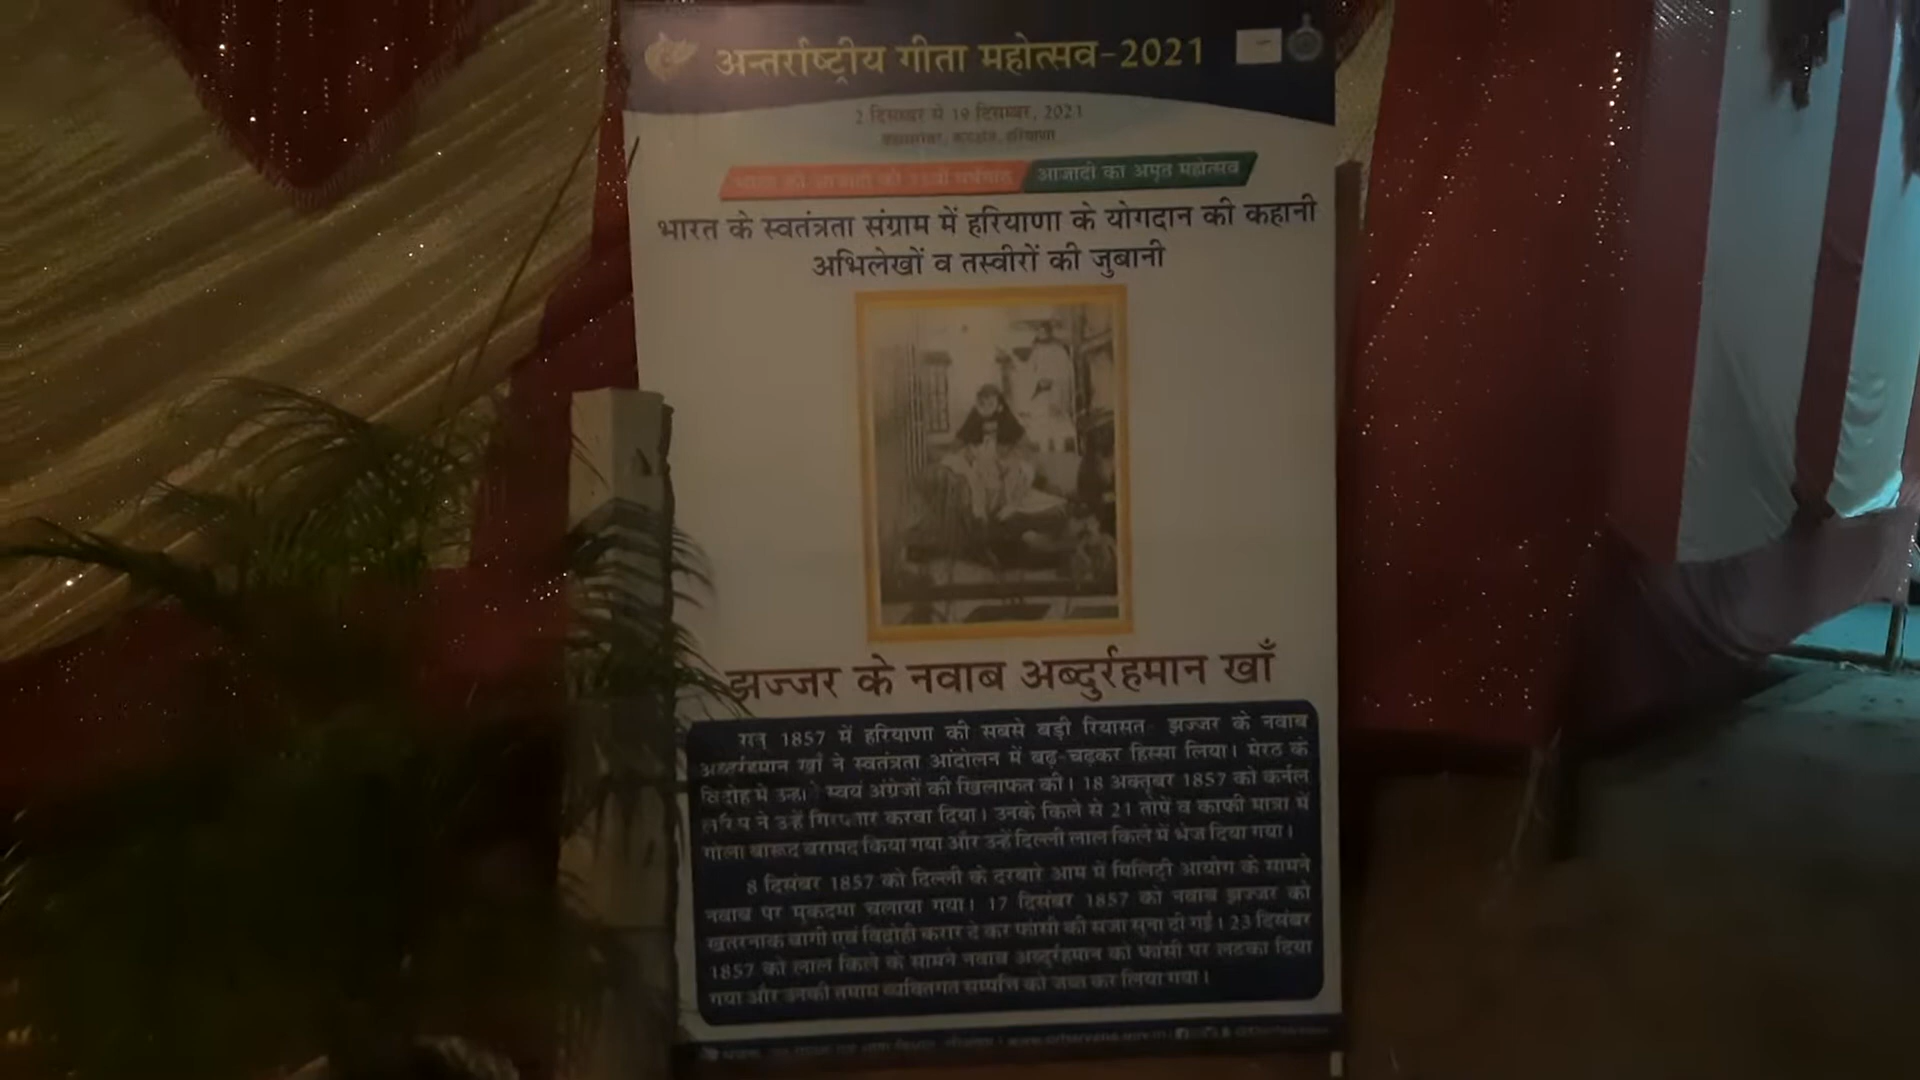 अन्तर्राष्ट्रीय गीता महोत्सव-2021
2 दिसम्बर से 19 दिसम्बर, 2021
हरियाणा
आजादी का अमृत महोत्सव
भारत के स्वतंत्रता संग्राम में हरियाणा के योगदान की कहानी
अभिलेखों व तस्वीरों की जुबानी
झज्जर के नवाब अब्दुर्रहमान खाँ
सन् 1857 में हरियाणा की सबसे बड़ी रियासत झज्जर के नवाब
अब्दुर्रहमान खाँ ने स्वतंत्रता आंदोलन में बढ़-चढ़कर हिस्सा लिया। मेरठ के
विद्रोह में स्वयं अंग्रेजों की खिलाफत की। 18 अक्तूबर 1857 को कर्नल
ने उन्हें गिरफ्तार करवा दिया। उनके किले से 21 तोपें व काफी मात्रा में
गोला बारूद बरामद किया गया और उन्हें दिल्ली लाल किले में भेज दिया गया।
8 दिसंबर 1857 को दिल्ली के दरबारे आम में मिलिट्री आयोग के सामने
नवाब पर मुकदमा चलाया गया। 17 दिसंबर 1857 को नवाब झज्जर को
खतरनाक बागी एवं विद्रोही करार दे कर फांसी की सजा सुना दी गई। 23 दिसंबर
1857 को लाल किले के सामने नवाब अब्दुर्रहमान को फांसी पर लटका दिया
गया और उनकी तमाम व्यक्तिगत सम्पत्ति को जब्त कर लिया गया।